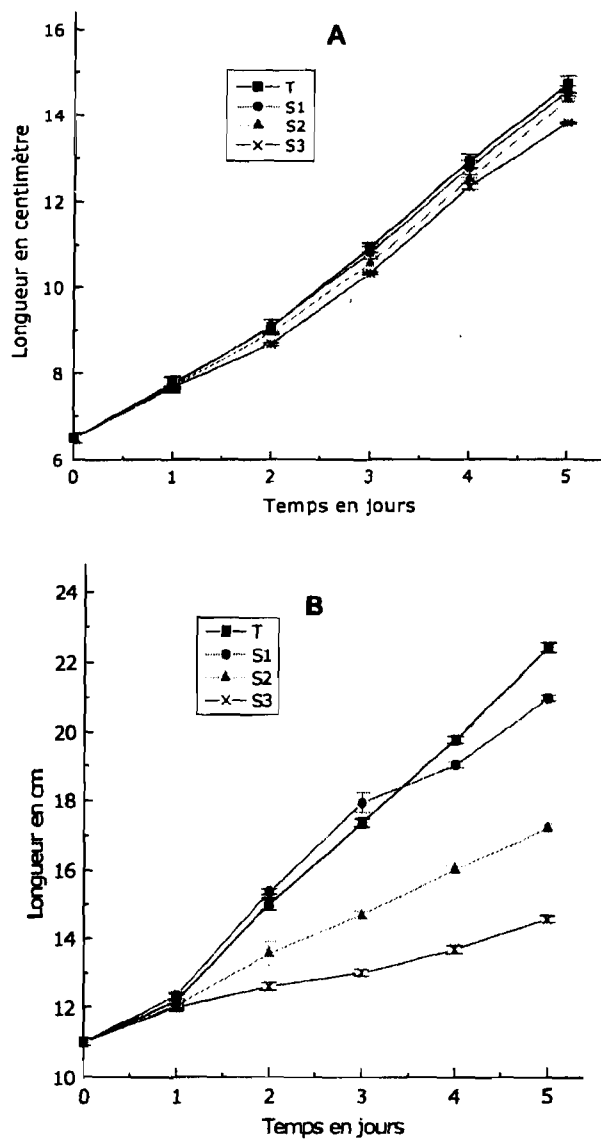 A
16
14
12
10
8
6
Longueur en centimètre
T
S1
S2
S3
0 1 2 3 4 5
Temps en jours
B
24
22
20
18
16
14
12
10
Longueur en cm
T
S1
S2
S3
0 1 2 3 4 5
Temps en jours